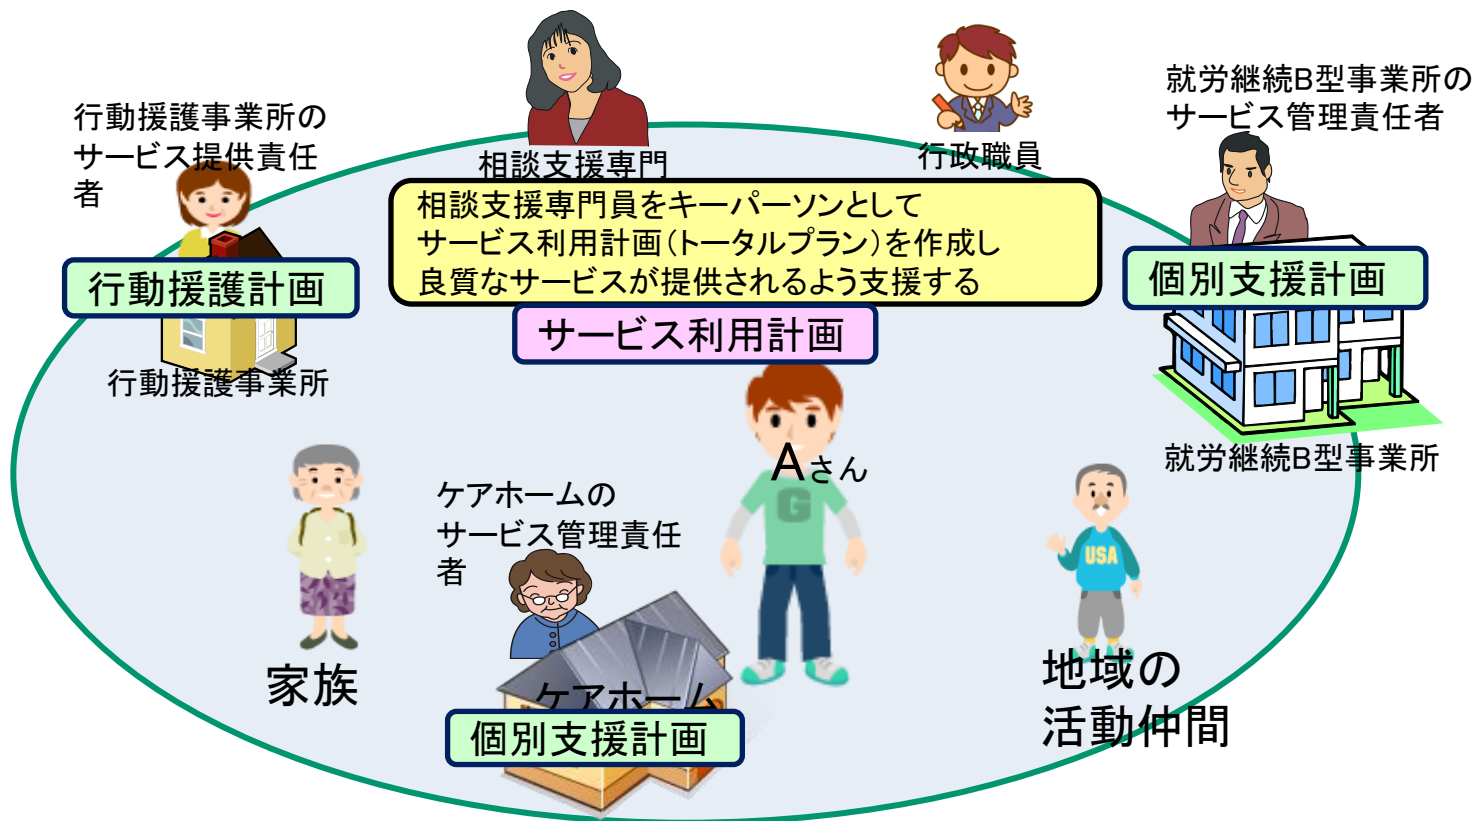 行動援護事業所の
サービス提供責任
者
相談支援専門
行政職員
就労継続B型事業所の
サービス管理責任者
相談支援専門員をキーパーソンとして
サービス利用計画(トータルプラン)を作成し
良質なサービスが提供されるよう支援する
行動援護計画
個別支援計画
サービス利用計画
行動援護事業所
就労継続B型事業所
Aさん
G
ケアホームの
サービス管理責任
者
USA
家族
ケアホーム
個別支援計画
地域の
活動仲間